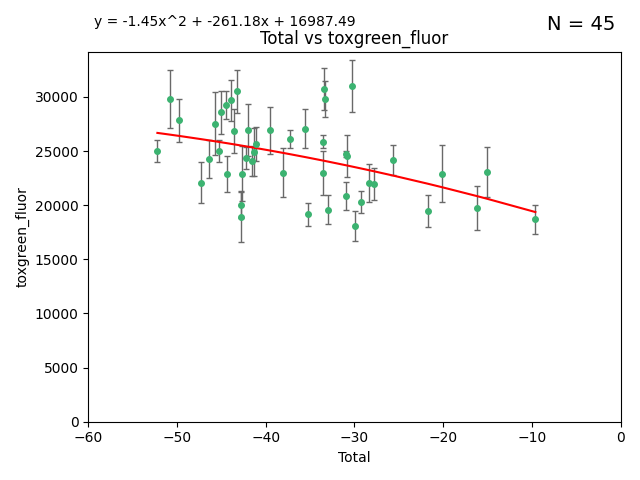 y = -1.45x^2 + -261.18x + 16987.49
N = 45
Total vs toxgreen_fluor
toxgreen_fluor
30000
25000
20000
15000
10000
5000
0
−60
−50
−40
−30
−20
−10
0
Total